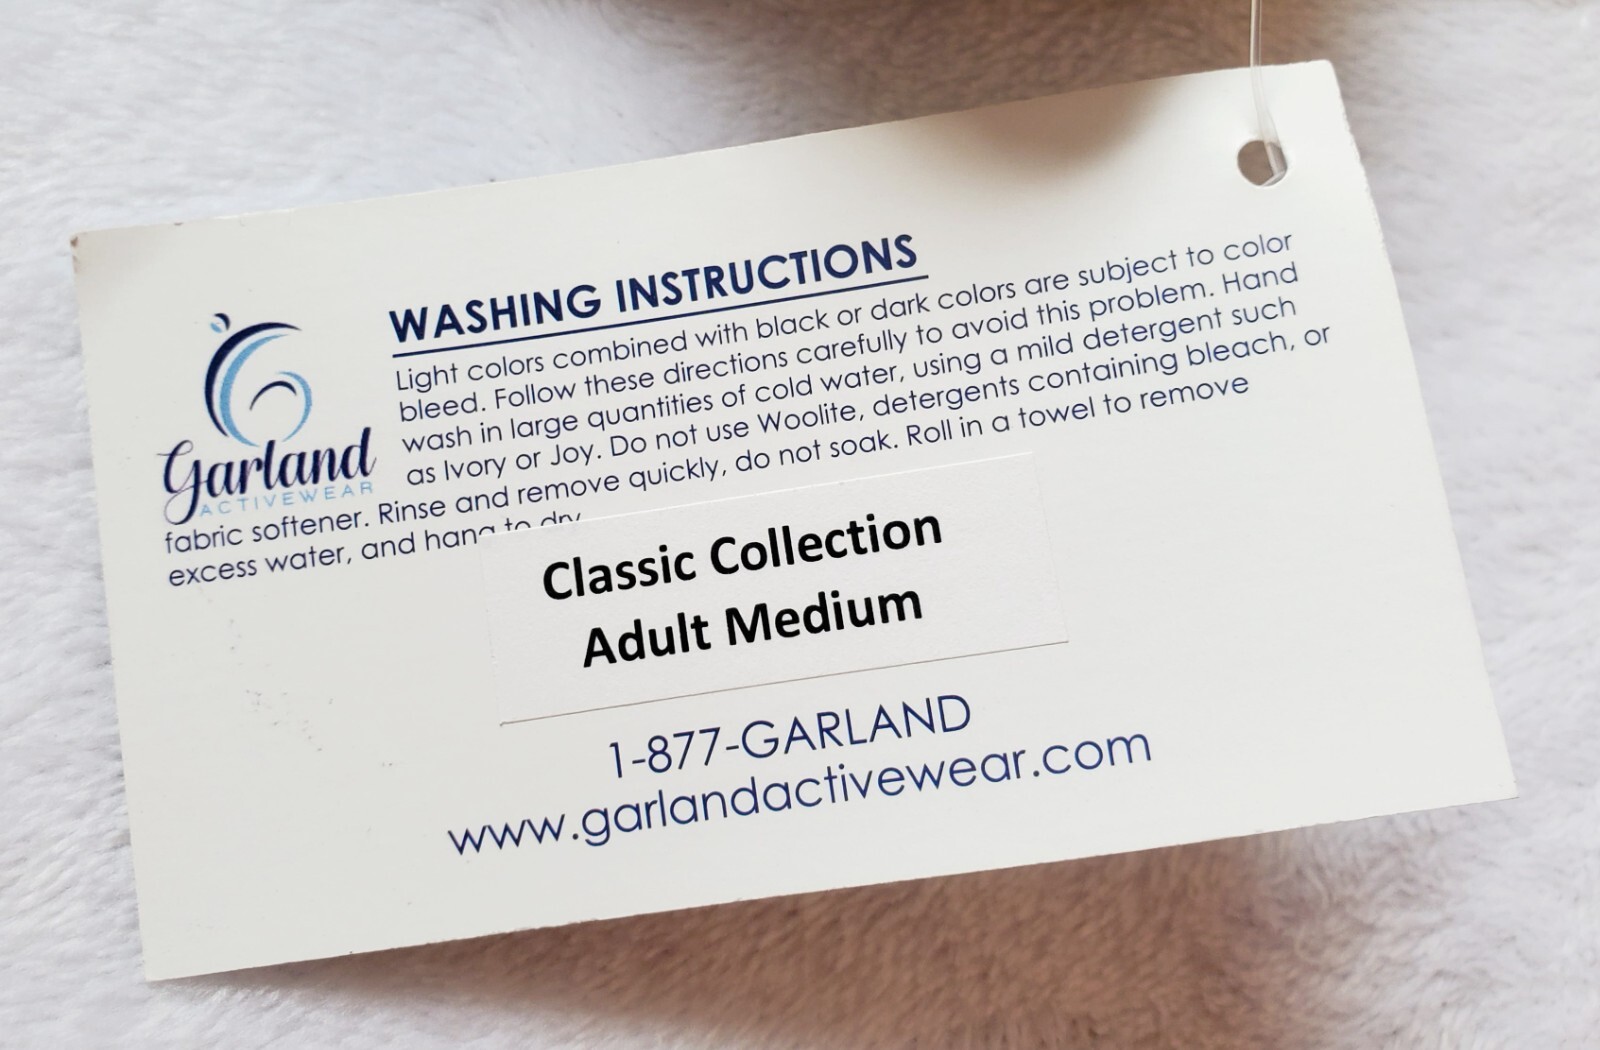 WASHING INSTRUCTIONS
Light colors combined with black or dark colors are subject to color
bleed. Follow these directions carefully to avoid this problem. Hand
wash in large quantities of cold water, using a mild detergent such
as Ivory or Joy. Do not use Woolite, detergents containing bleach, or
fabric softener. Rinse and remove quickly, do not soak. Roll in a towel to remove
excess water, and hang to dry
Garland
ACTIVEWEAR
Classic Collection
Adult Medium
1-877-GARLAND
www.garlandactivewear.com